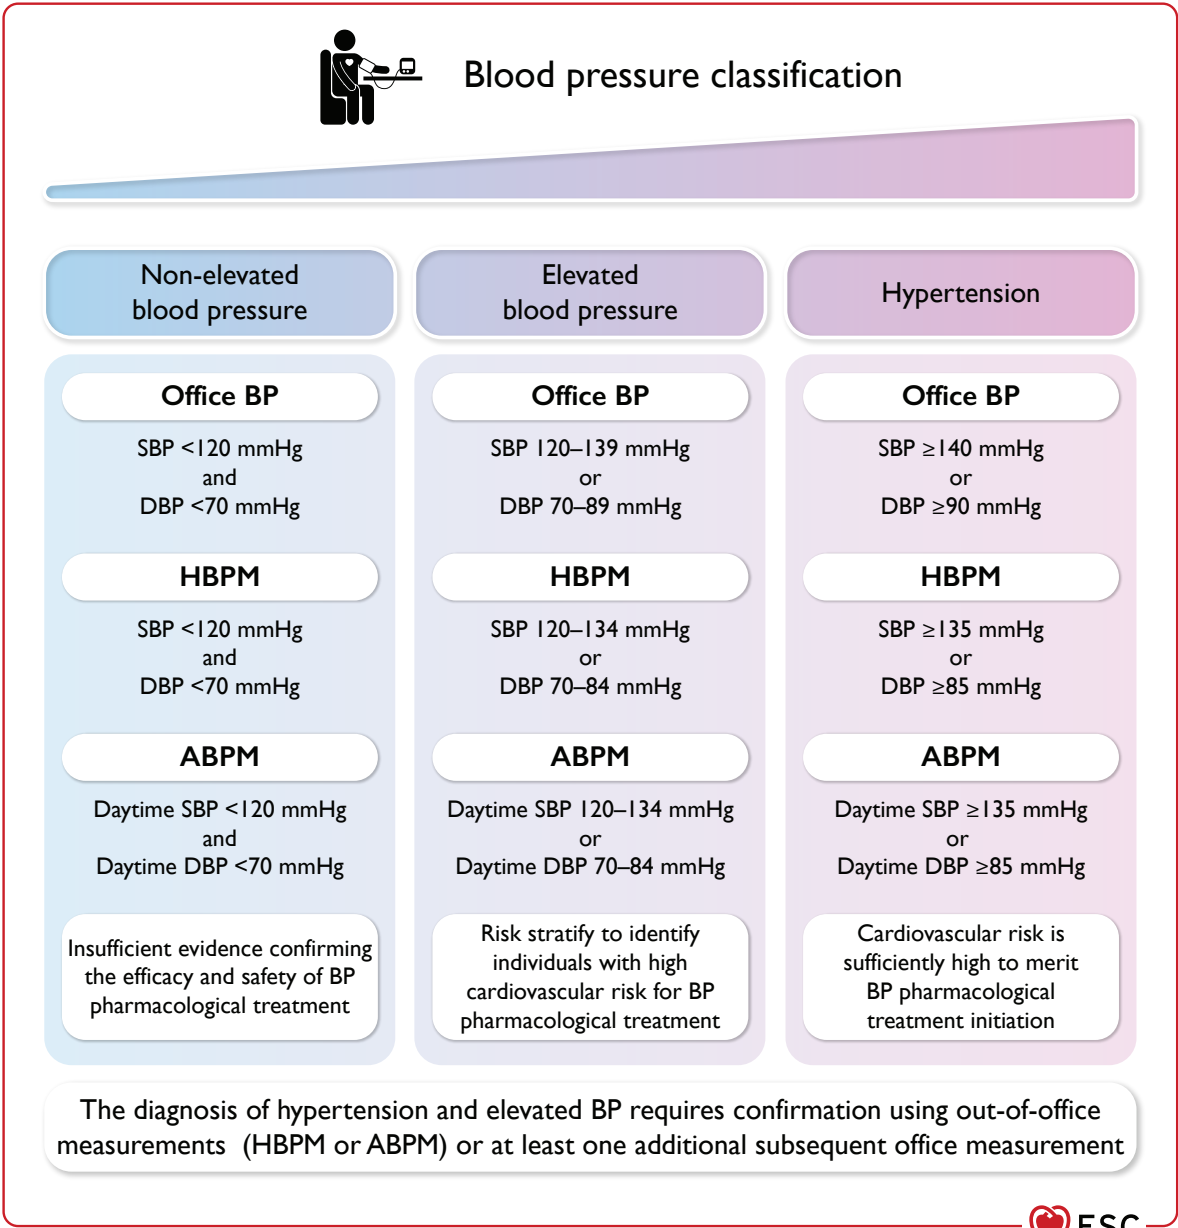 Blood pressure classification
Non-elevated
blood pressure
Office BP
SBP <120 mmHg
and
DBP <70 mmHg
HBPM
SBP <120 mmHg
and
DBP <70 mmHg
ABPM
Daytime SBP <120 mmHg
and
Daytime DBP <70 mmHg
Insufficient evidence confirming
the efficacy and safety of BP
pharmacological treatment
Elevated
blood pressure
Office BP
SBP 120–139 mmHg
or
DBP 70–89 mmHg
HBPM
SBP 120–134 mmHg
or
DBP 70–84 mmHg
ABPM
Daytime SBP 120–134 mmHg
or
Daytime DBP 70–84 mmHg
Risk stratify to identify
individuals with high
cardiovascular risk for BP
pharmacological treatment
Hypertension
Office BP
SBP ≥140 mmHg
or
DBP ≥90 mmHg
HBPM
SBP ≥135 mmHg
or
DBP ≥85 mmHg
ABPM
Daytime SBP ≥135 mmHg
or
Daytime DBP ≥85 mmHg
Cardiovascular risk is
sufficiently high to merit
BP pharmacological
treatment initiation
The diagnosis of hypertension and elevated BP requires confirmation using out-of-office
measurements (HBPM or ABPM) or at least one additional subsequent office measurement
ESC